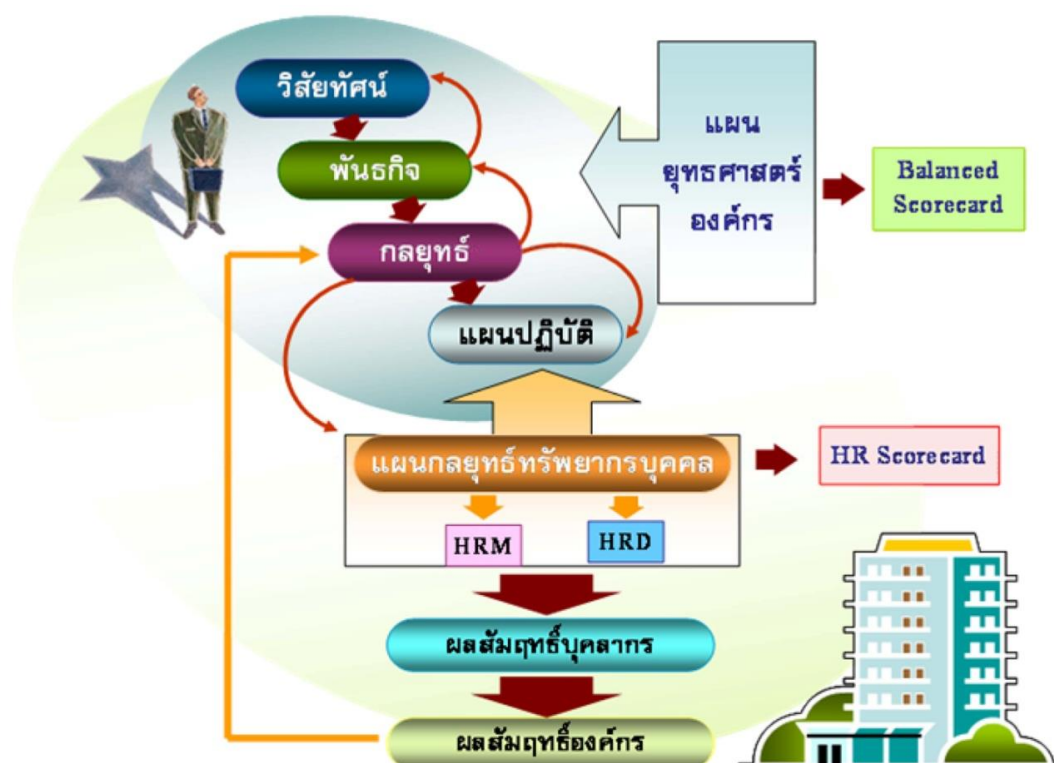 วิสัยทัศน์
พันธกิจ
กลยุทธ์
แผนปฏิบัติ
แผน
ยุทธศาสตร์
องค์กร
Balanced
Scorecard
แผนกลยุทธ์ทรัพยากรบุคคล
HR Scorecard
HRM
HRD
ผลสัมฤทธิ์บุคลากร
ผลสัมฤทธิ์องค์กร